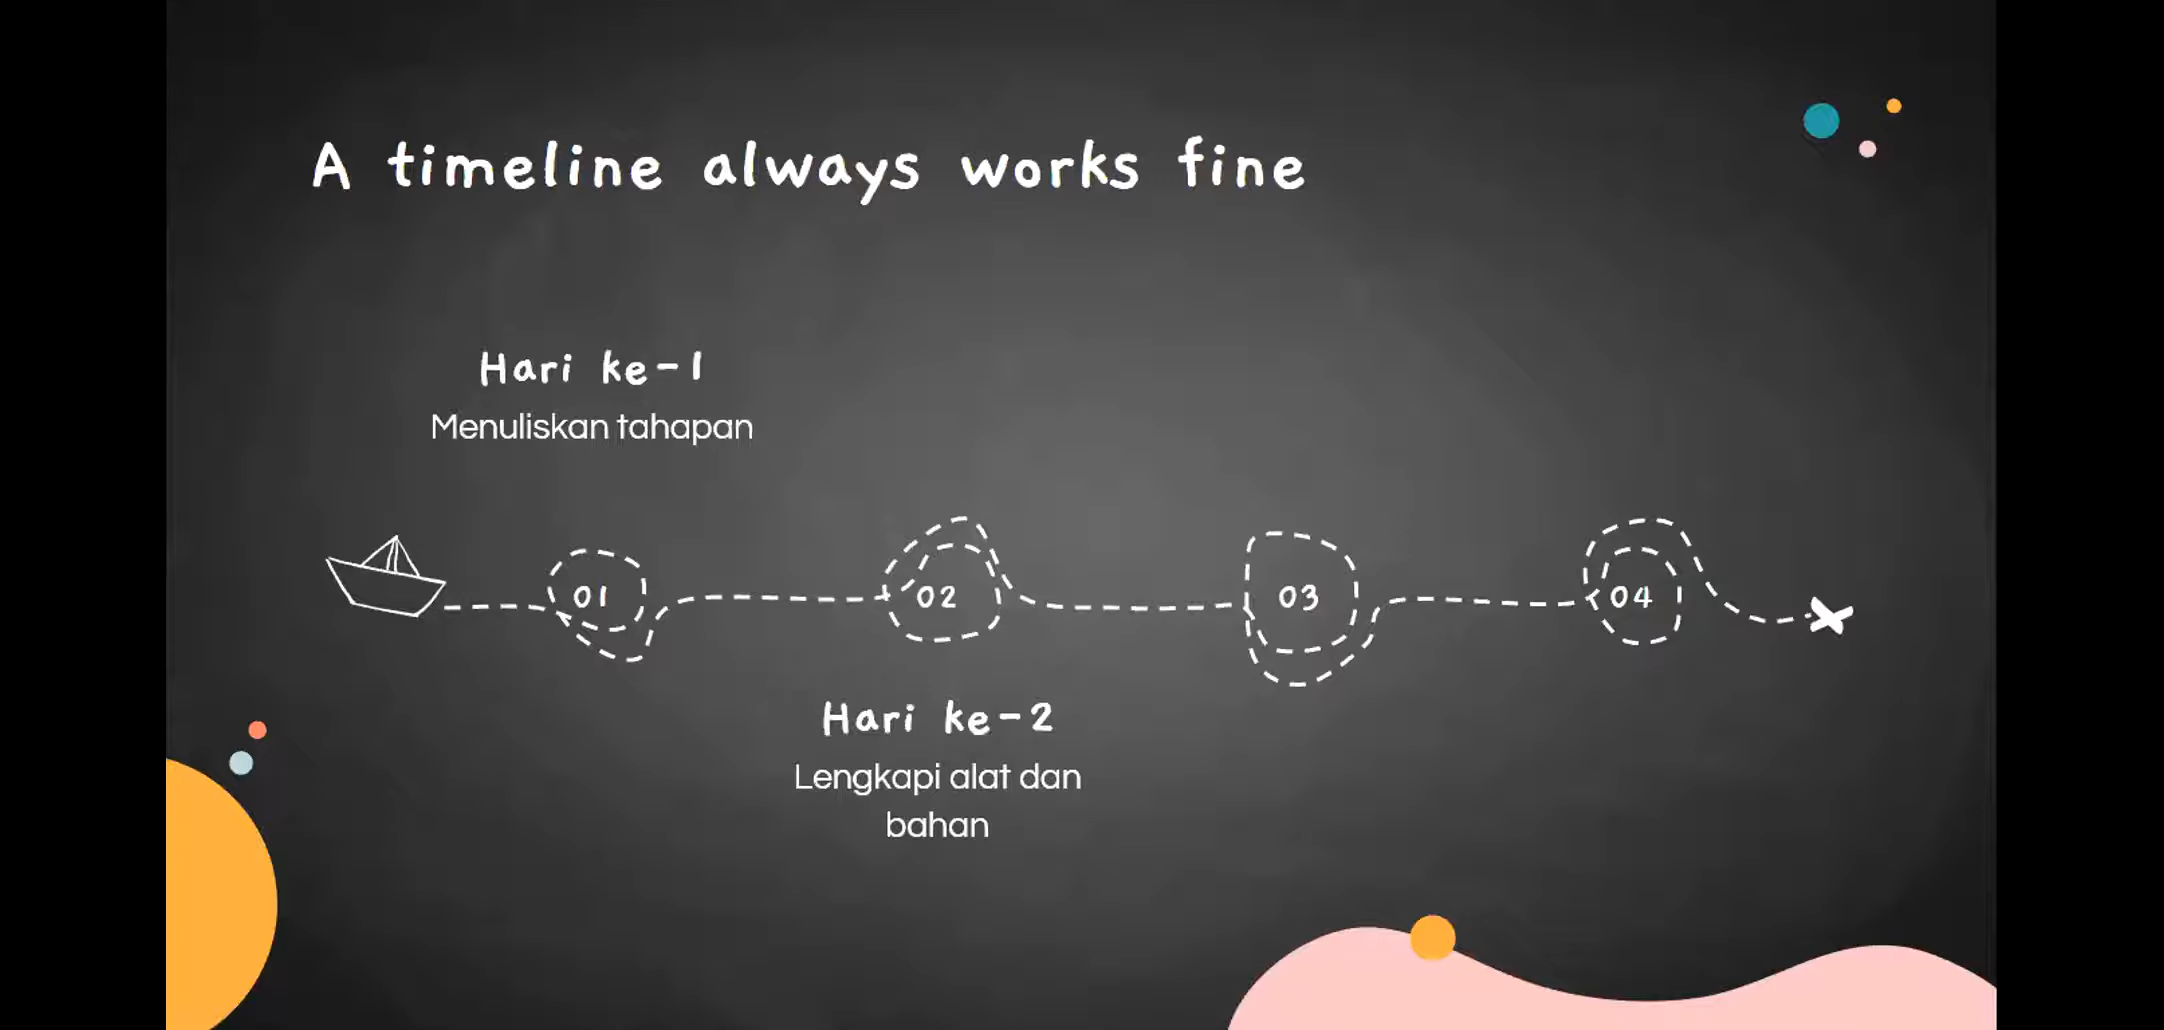 A timeline always works fine
Hari ke-1
Menuliskan tahapan
01
02
03
04
Hari ke-2
Lengkapi alat dan
bahan